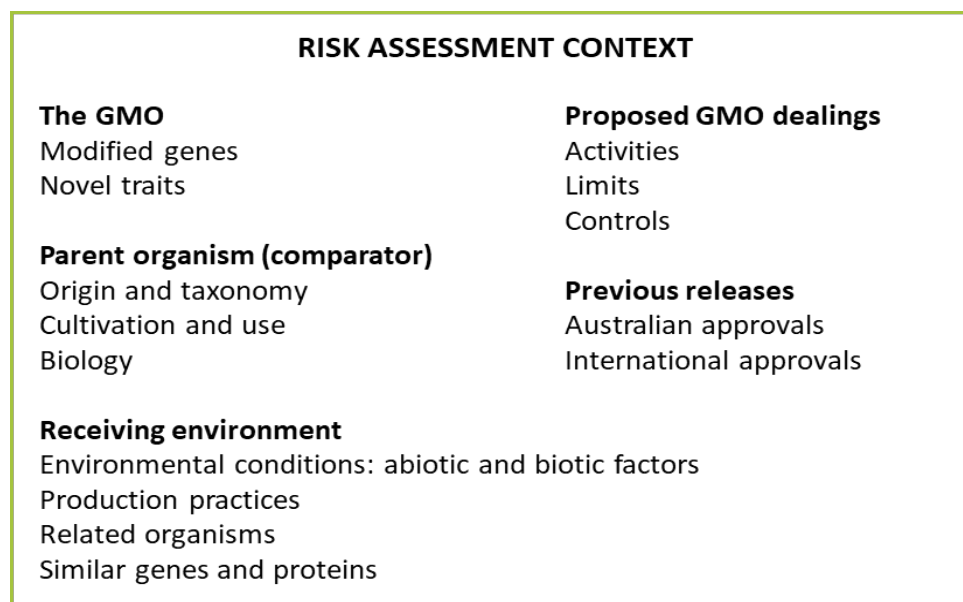 RISK ASSESSMENT CONTEXT
The GMO
Modified genes
Novel traits
Parent organism (comparator)
Origin and taxonomy
Cultivation and use
Biology
Proposed GMO dealings
Activities
Limits
Controls
Previous releases
Australian approvals
International approvals
Receiving environment
Environmental conditions: abiotic and biotic factors
Production practices
Related organisms
Similar genes and proteins